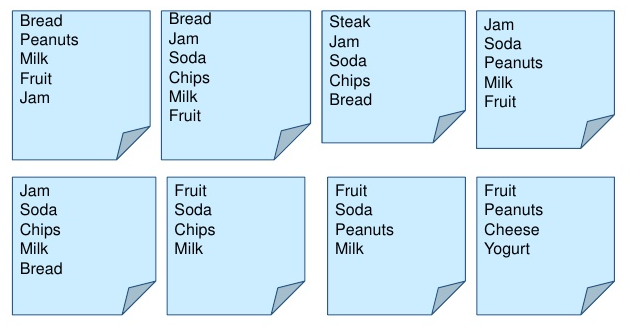 Bread
Peanuts
Milk
Fruit
Jam
Bread
Jam
Soda
Chips
Milk
Fruit
Steak
Jam
Soda
Chips
Bread
Jam
Soda
Peanuts
Milk
Fruit
Jam
Soda
Chips
Milk
Bread
Fruit
Soda
Chips
Milk
Fruit
Soda
Peanuts
Milk
Fruit
Peanuts
Cheese
Yogurt